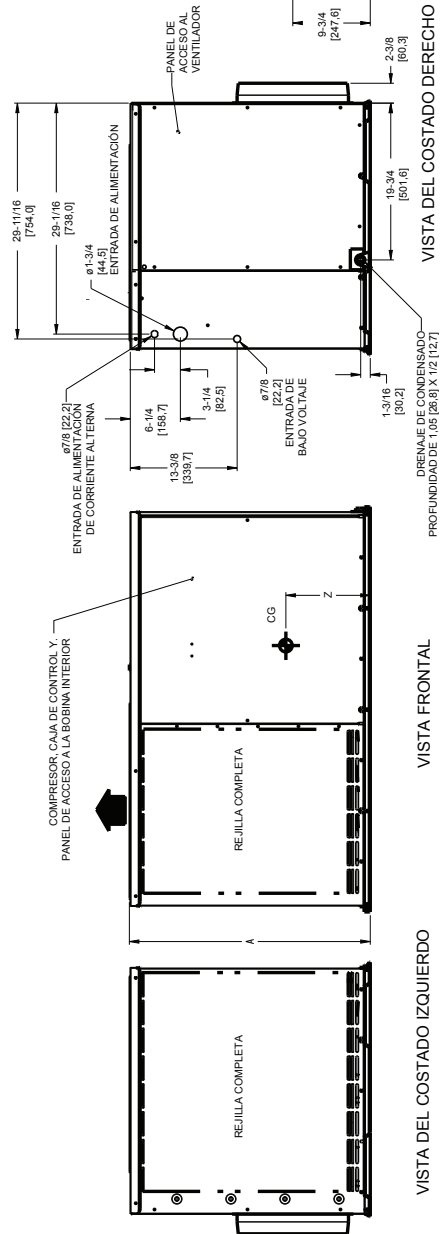 VISTA DEL COSTADO IZQUIERDO
REJILLA COMPLETA
VISTA FRONTAL
COMPRESOR, CAJA DE CONTROL Y.
PANEL DE ACCESO A LA BOBINA INTERIOR
REJILLA COMPLETA
A
CG
Z
VISTA DEL COSTADO DERECHO
29-11/16
[754,0]
29-1/16
[738,0]
ø7/8 [22,2]
ENTRADA DE ALIMENTACIÓN
DE CORRIENTE ALTERNA
ø1-3/4
[44,5]
ENTRADA DE ALIMENTACIÓN
PANEL DE
ACCESO AL
VENTILADOR
6-1/4
[158,7]
3-1/4
[82,5]
13-3/8
[339,7]
ø7/8
[22,2]
ENTRADA DE
BAJO VOLTAJE
9-3/4
[247,6]
2-3/8
[60,3]
19-3/4
[501,6]
1-3/16
[30,2]
DRENAJE DE CONDENSADO
PROFUNDIDAD DE 1,05 [26,8] X 1/2 [12,7]